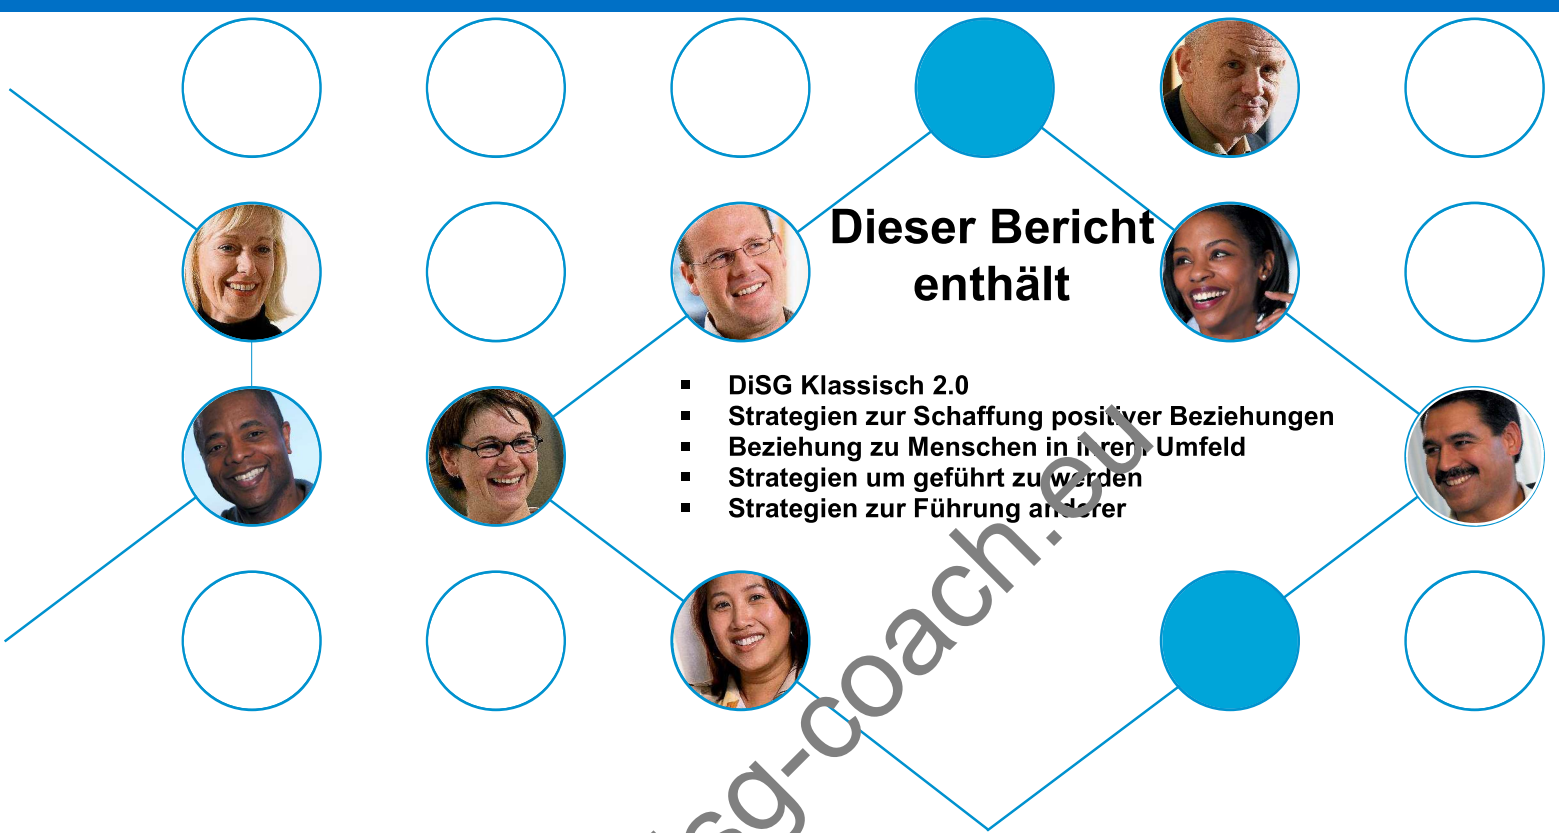 Dieser Bericht
enthält
▪ DiSG Klassisch 2.0
▪ Strategien zur Schaffung positiver Beziehungen
▪ Beziehung zu Menschen in ihrem Umfeld
▪ Strategien um geführt zu werden
▪ Strategien zur Führung anderer
disg-coach.eu